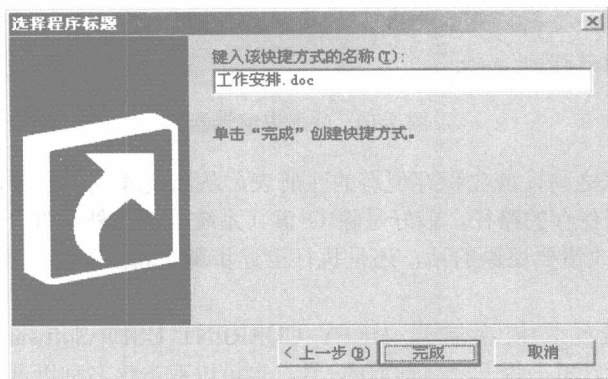 选择程序标题
键入该快捷方式的名称(T):
工作安排.doc
单击“完成”创建快捷方式。
< 上一步(B)
完成
取消